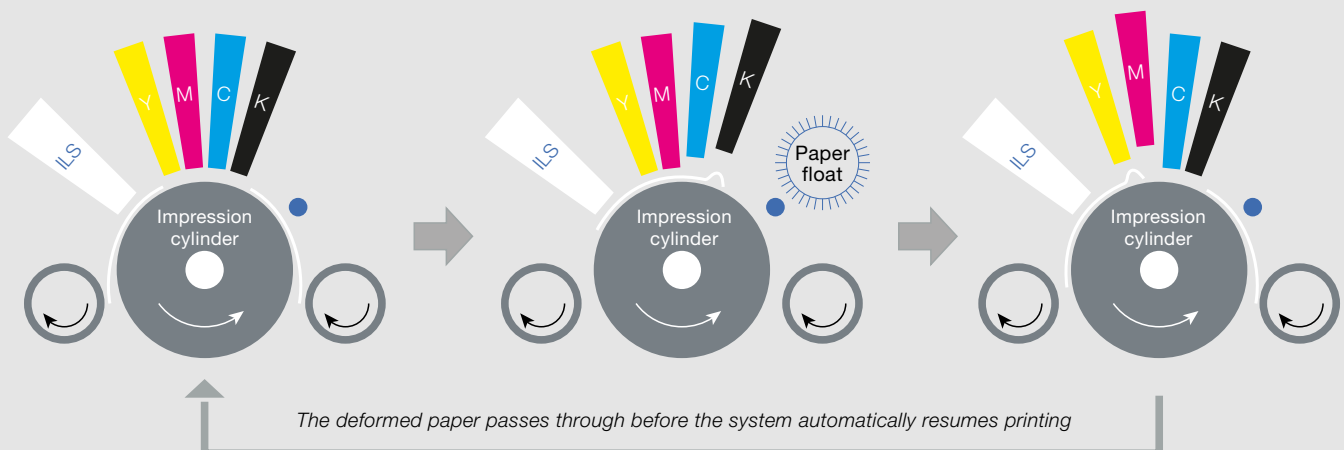 Y M C K
ILS
Impression
cylinder
Y M C K
ILS
Paper
float
Impression
cylinder
Y M C K
ILS
Impression
cylinder
The deformed paper passes through before the system automatically resumes printing